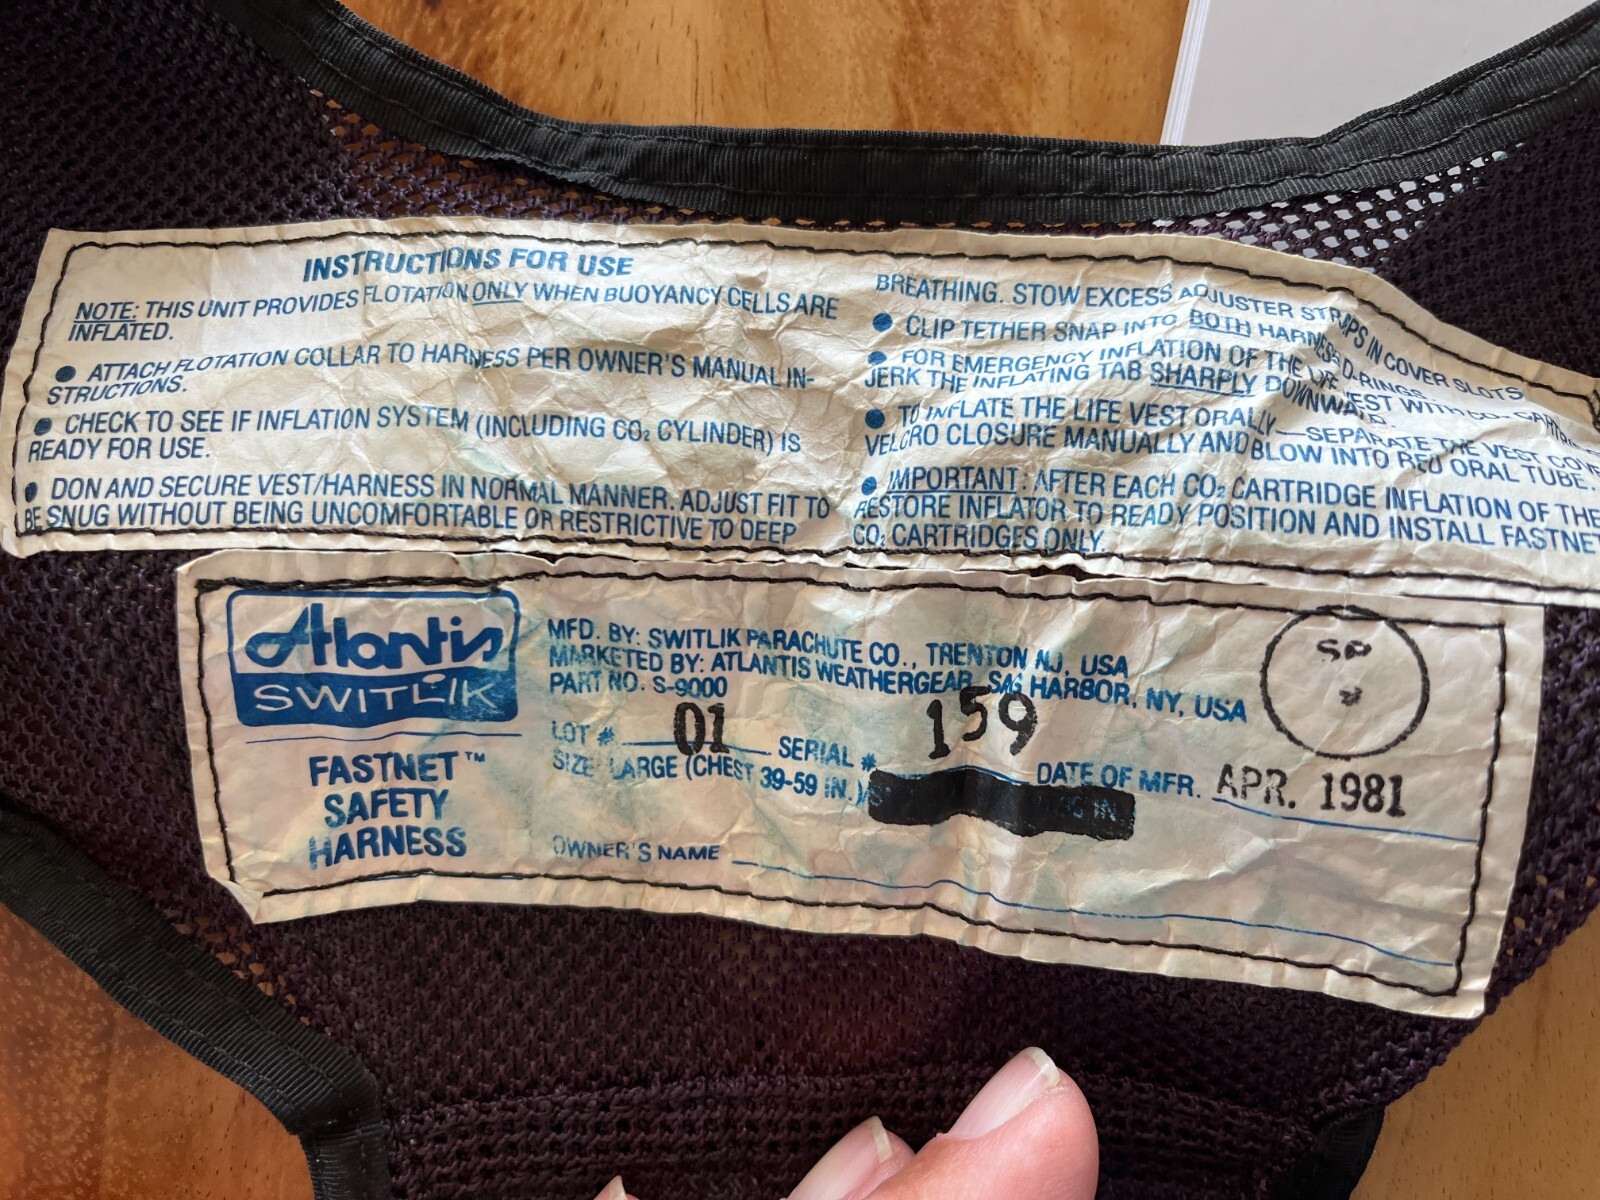 INSTRUCTIONS FOR USE
NOTE: THIS UNIT PROVIDES FLOTATION ONLY WHEN BUOYANCY CELLS ARE
INFLATED.
● ATTACH FLOTATION COLLAR TO HARNESS PER OWNER'S MANUAL IN-
STRUCTIONS.
● CHECK TO SEE IF INFLATION SYSTEM (INCLUDING CO₂ CYLINDER) IS
READY FOR USE.
● DON AND SECURE VEST/HARNESS IN NORMAL MANNER. ADJUST FIT TO
BE SNUG WITHOUT BEING UNCOMFORTABLE OR RESTRICTIVE TO DEEP
BREATHING. STOW EXCESS ADJUSTER STRAPS IN COVER SLOTS
● CLIP TETHER SNAP INTO BOTH HARNESS D-RINGS
● FOR EMERGENCY INFLATION OF THE LIFE VEST WITH CO₂
JERK THE INFLATING TAB SHARPLY DOWNWARD.
● TO INFLATE THE LIFE VEST ORALLY—SEPARATE THE VEST
VELCRO CLOSURE MANUALLY AND BLOW INTO RED ORAL TUBE.
● IMPORTANT: AFTER EACH CO₂ CARTRIDGE INFLATION OF THE
RESTORE INFLATOR TO READY POSITION AND INSTALL FASTNET
CO₂ CARTRIDGES ONLY.
Atlantis
SWITLIK
FASTNET™
SAFETY
HARNESS
MFD. BY: SWITLIK PARACHUTE CO., TRENTON NJ, USA
MARKETED BY: ATLANTIS WEATHERGEAR, SAG HARBOR, NY, USA
PART NO. S-9000
LOT # 01 SERIAL # 159 DATE OF MFR. APR. 1981
SIZE LARGE (CHEST 39-59 IN.)
OWNER'S NAME
SP